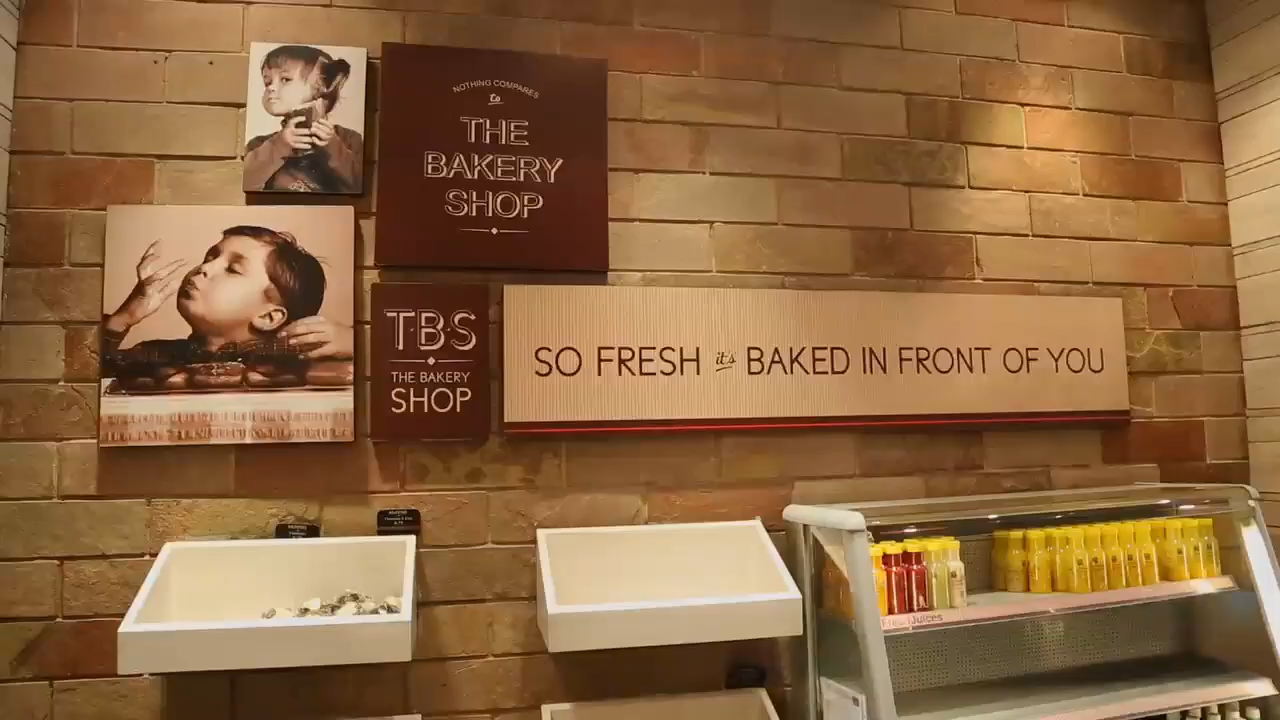 NOTHING COMPARES
to
THE
BAKERY
SHOP
TBS
THE BAKERY
SHOP
SO FRESH it's BAKED IN FRONT OF YOU
Juices